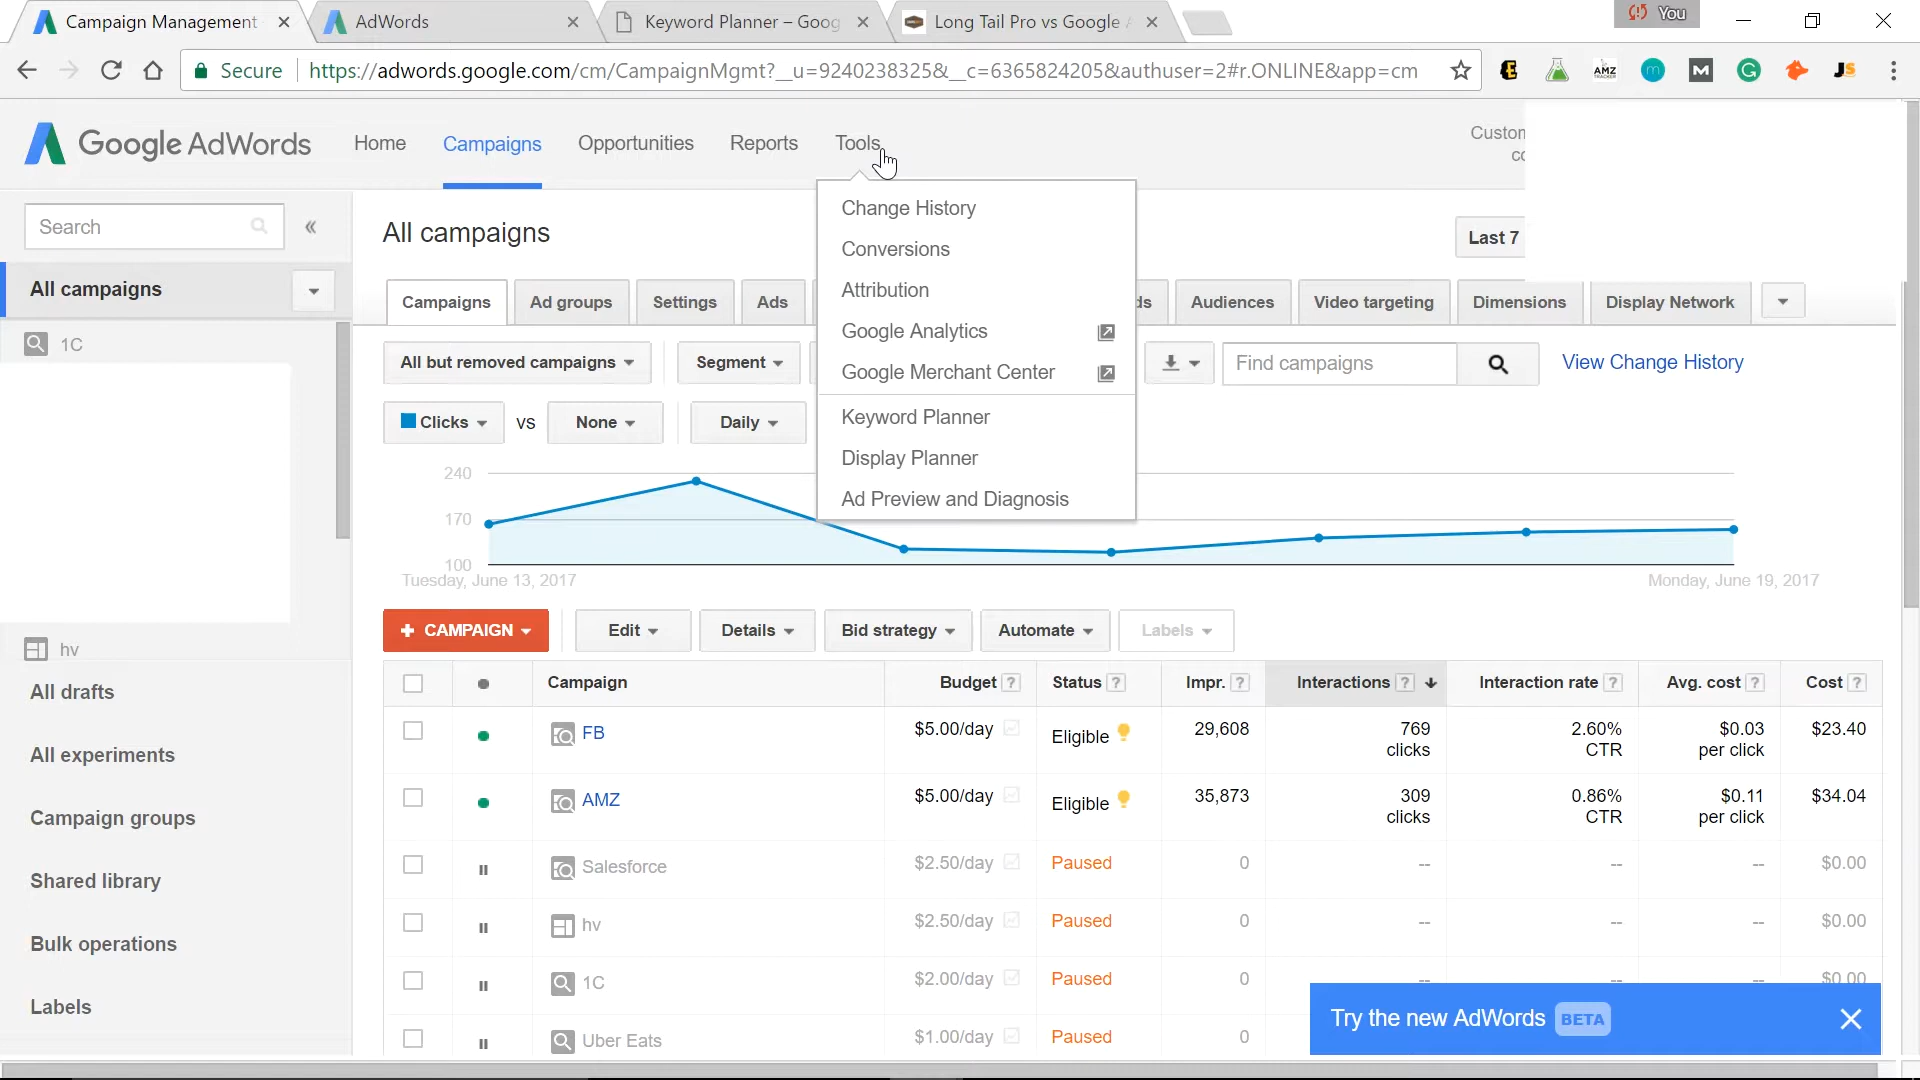 Campaign Management
AdWords
Keyword Planner – Goog
Long Tail Pro vs Google A
You
Secure
https://adwords.google.com/cm/CampaignMgmt?__u=9240238325&__c=6365824205&authuser=2#r.ONLINE&app=cm
AMZ
TRACKER
m
M
G
JS
Google AdWords
Home
Campaigns
Opportunities
Reports
Tools
Custom
co
Search
«
All campaigns
1C
hv
All drafts
All experiments
Campaign groups
Shared library
Bulk operations
Labels
All campaigns
Last 7
Change History
Conversions
Attribution
Google Analytics
Google Merchant Center
Keyword Planner
Display Planner
Ad Preview and Diagnosis
Campaigns
Ad groups
Settings
Ads
ds
Audiences
Video targeting
Dimensions
Display Network
All but removed campaigns
Segment
Find campaigns
View Change History
Clicks
vs
None
Daily
240
170
100
Tuesday, June 13, 2017
Monday, June 19, 2017
+ CAMPAIGN
Edit
Details
Bid strategy
Automate
Labels
Campaign
Budget ?
Status ?
Impr. ?
Interactions ?
Interaction rate ?
Avg. cost ?
Cost ?
FB
$5.00/day
Eligible
29,608
769
clicks
2.60%
CTR
$0.03
per click
$23.40
AMZ
$5.00/day
Eligible
35,873
309
clicks
0.86%
CTR
$0.11
per click
$34.04
Salesforce
$2.50/day
Paused
0
--
--
--
$0.00
hv
$2.50/day
Paused
0
--
--
--
$0.00
1C
$2.00/day
Paused
0
--
--
--
$0.00
Uber Eats
$1.00/day
Paused
0
Try the new AdWords BETA